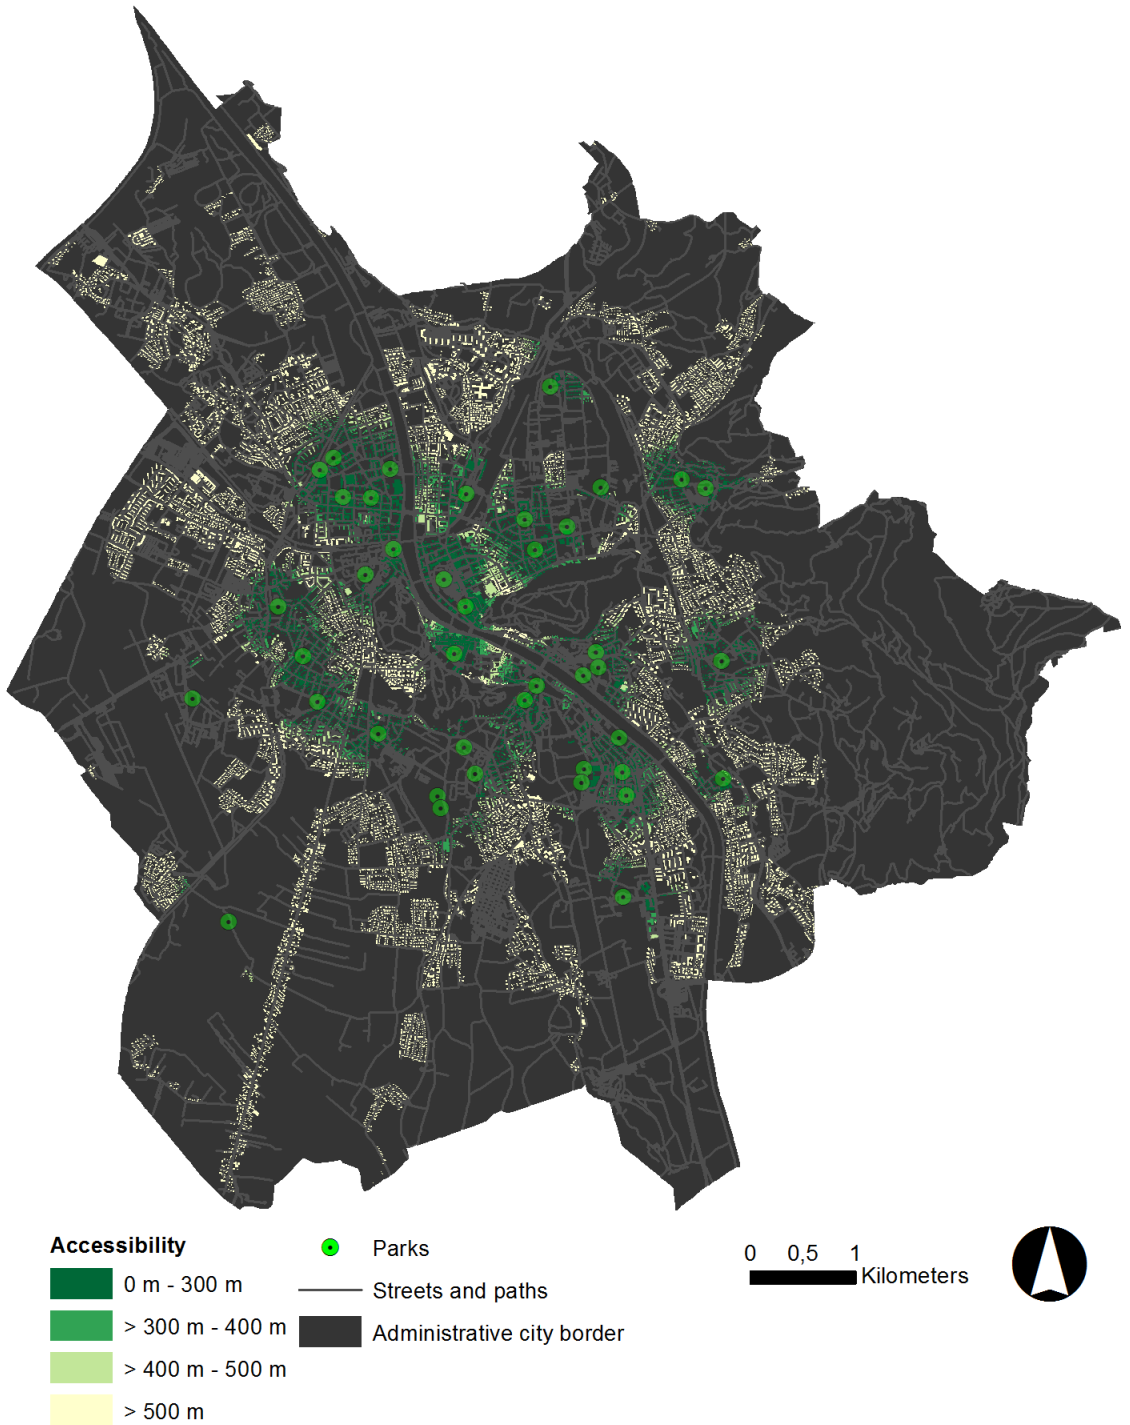 Accessibility
0 m - 300 m
> 300 m - 400 m
> 400 m - 500 m
> 500 m
Parks
Streets and paths
Administrative city border
0 0,5 1
Kilometers